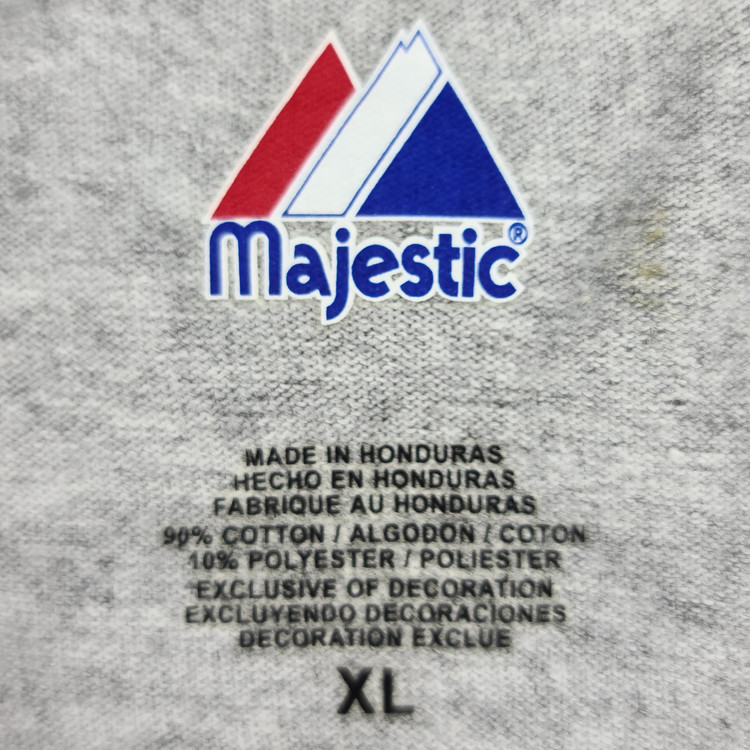 Majestic®
MADE IN HONDURAS
HECHO EN HONDURAS
FABRIQUE AU HONDURAS
90% COTTON / ALGODON / COTON
10% POLYESTER / POLIESTER
EXCLUSIVE OF DECORATION
EXCLUYENDO DECORACIONES
DECORATION EXCLUE
XL